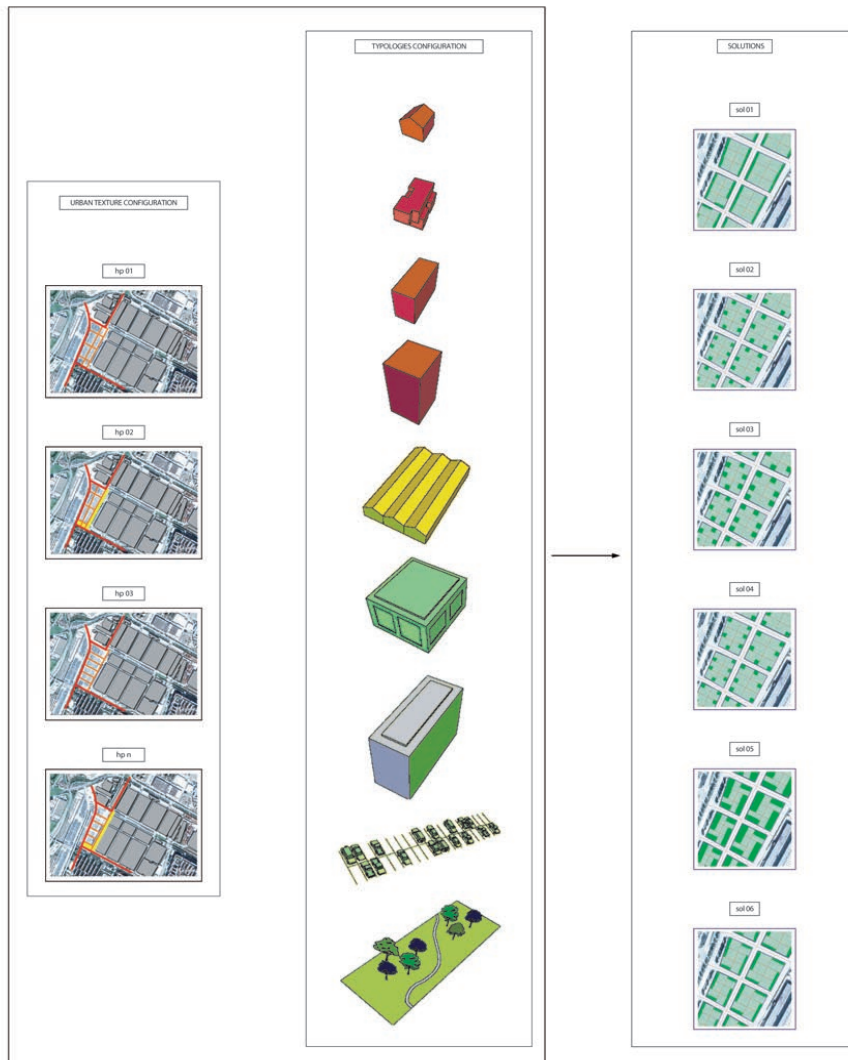 TYPOLOGIES CONFIGURATION
SOLUTIONS
sol 01
URBAN TEXTURE CONFIGURATION
hp 01
sol 02
hp 02
sol 03
hp 03
sol 04
hp n
sol 05
sol 06